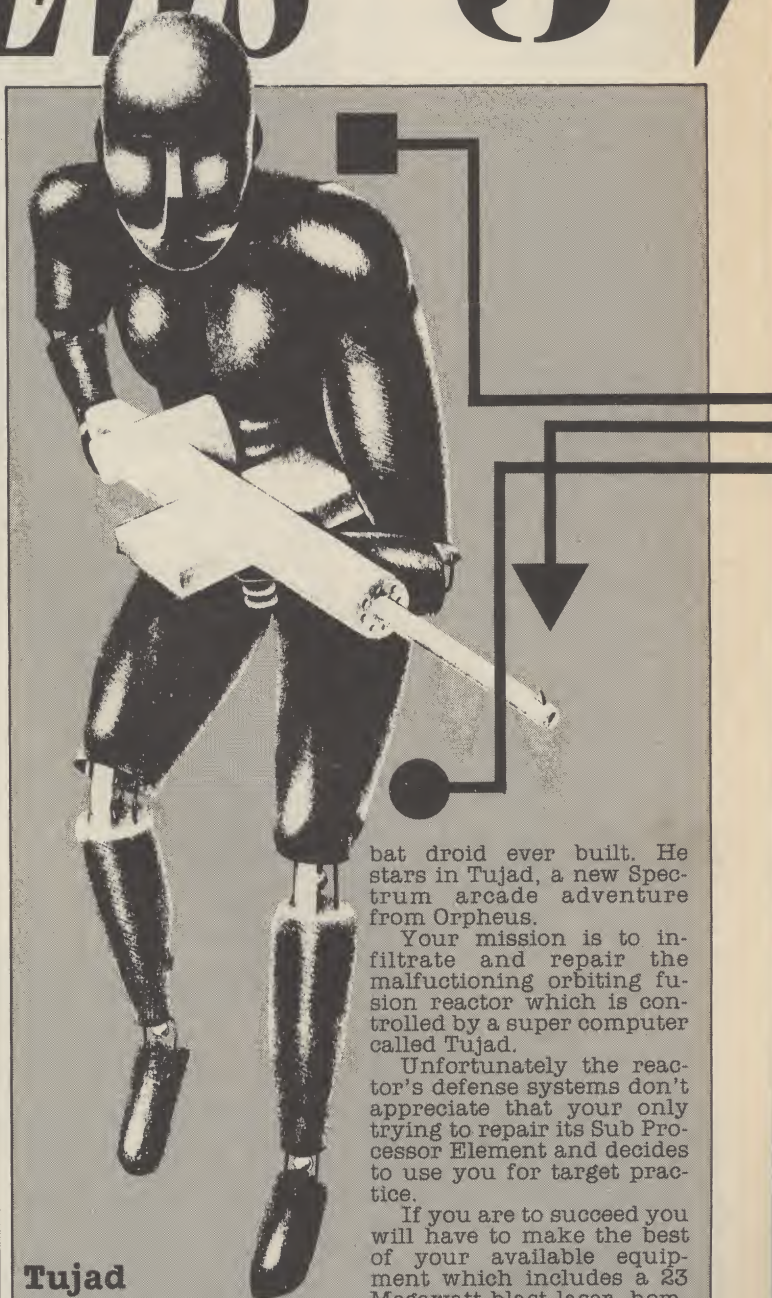 Tujad
bat droid ever built. He
stars in Tujad, a new Spec-
trum arcade adventure
from Orpheus.
Your mission is to in-
filtrate and repair the
malfuctioning orbiting fu-
sion reactor which is con-
trolled by a super computer
called Tujad.
Unfortunately the reac-
tor's defense systems don't
appreciate that your only
trying to repair its Sub Pro-
cessor Element and decides
to use you for target prac-
tice.
If you are to succeed you
will have to make the best
of your available equip-
ment which includes a 23
Megawatt blast laser, hom-